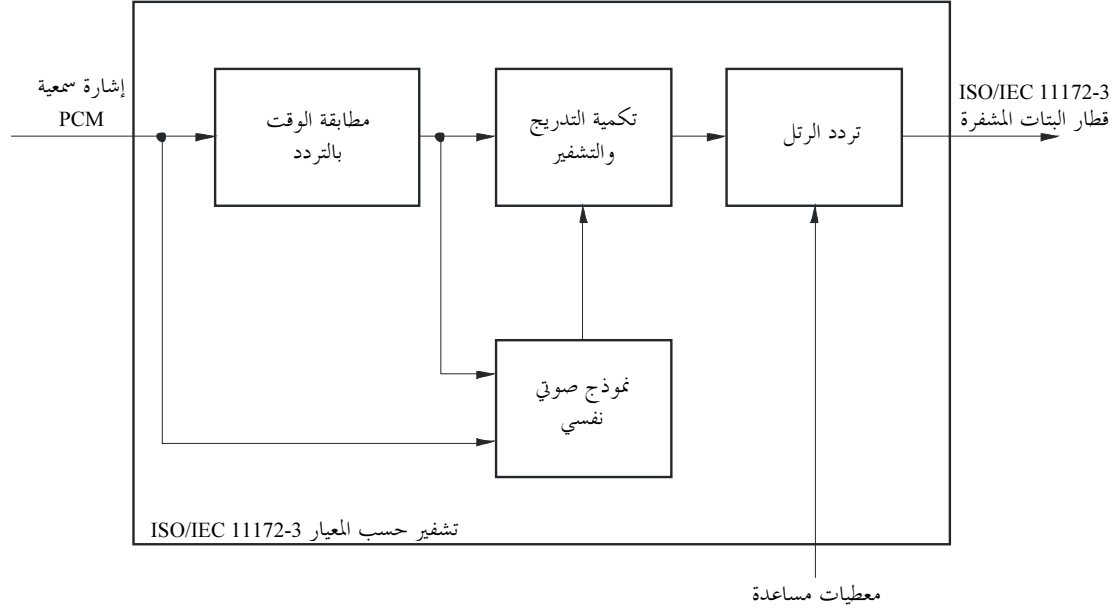 إشارة سمعية
PCM
مطابقة الوقت
بالتردد
تكمية التدريج
والتشفير
تردد الرتل
ISO/IEC 11172-3
قطار البتات المشفرة
نموذج صوتي
نفسي
تشفير حسب المعيار ISO/IEC 11172-3
معطيات مساعدة